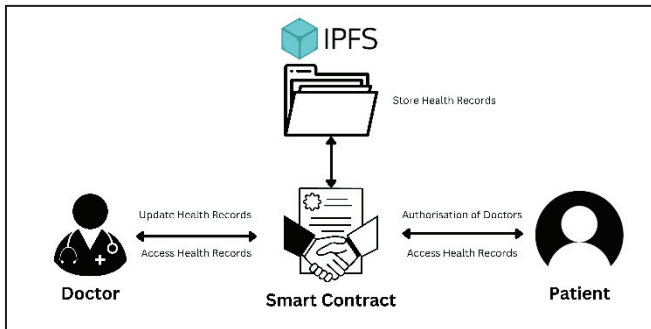 IPFS
Store Health Records
Update Health Records
Access Health Records
Authorisation of Doctors
Access Health Records
Doctor
Smart Contract
Patient